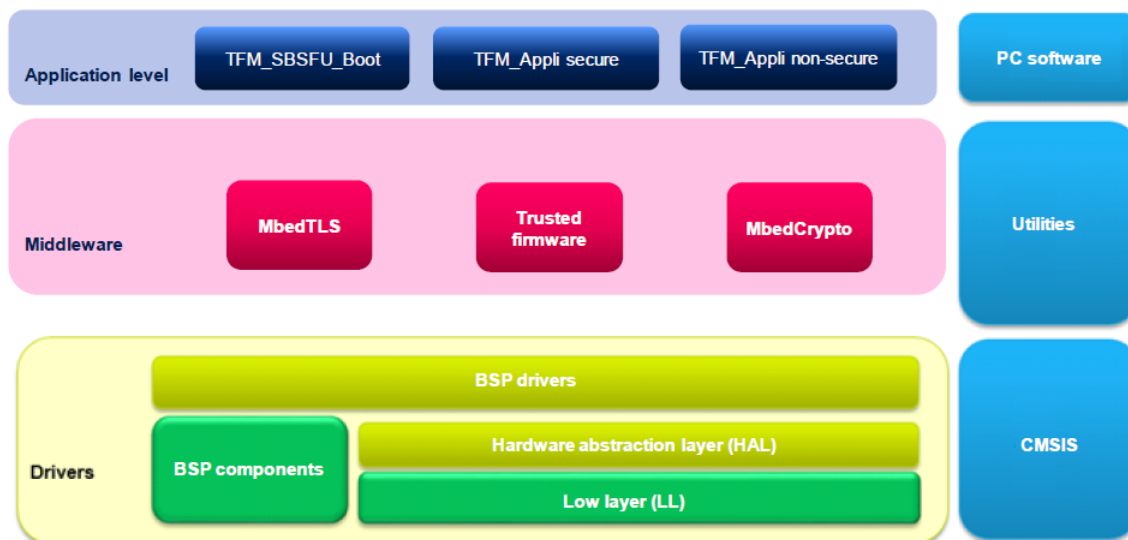 Application level
TFM_SBSFU_Boot
TFM_Appli secure
TFM_Appli non-secure
PC software
Middleware
MbedTLS
Trusted
firmware
MbedCrypto
Utilities
Drivers
BSP drivers
BSP components
Hardware abstraction layer (HAL)
Low layer (LL)
CMSIS